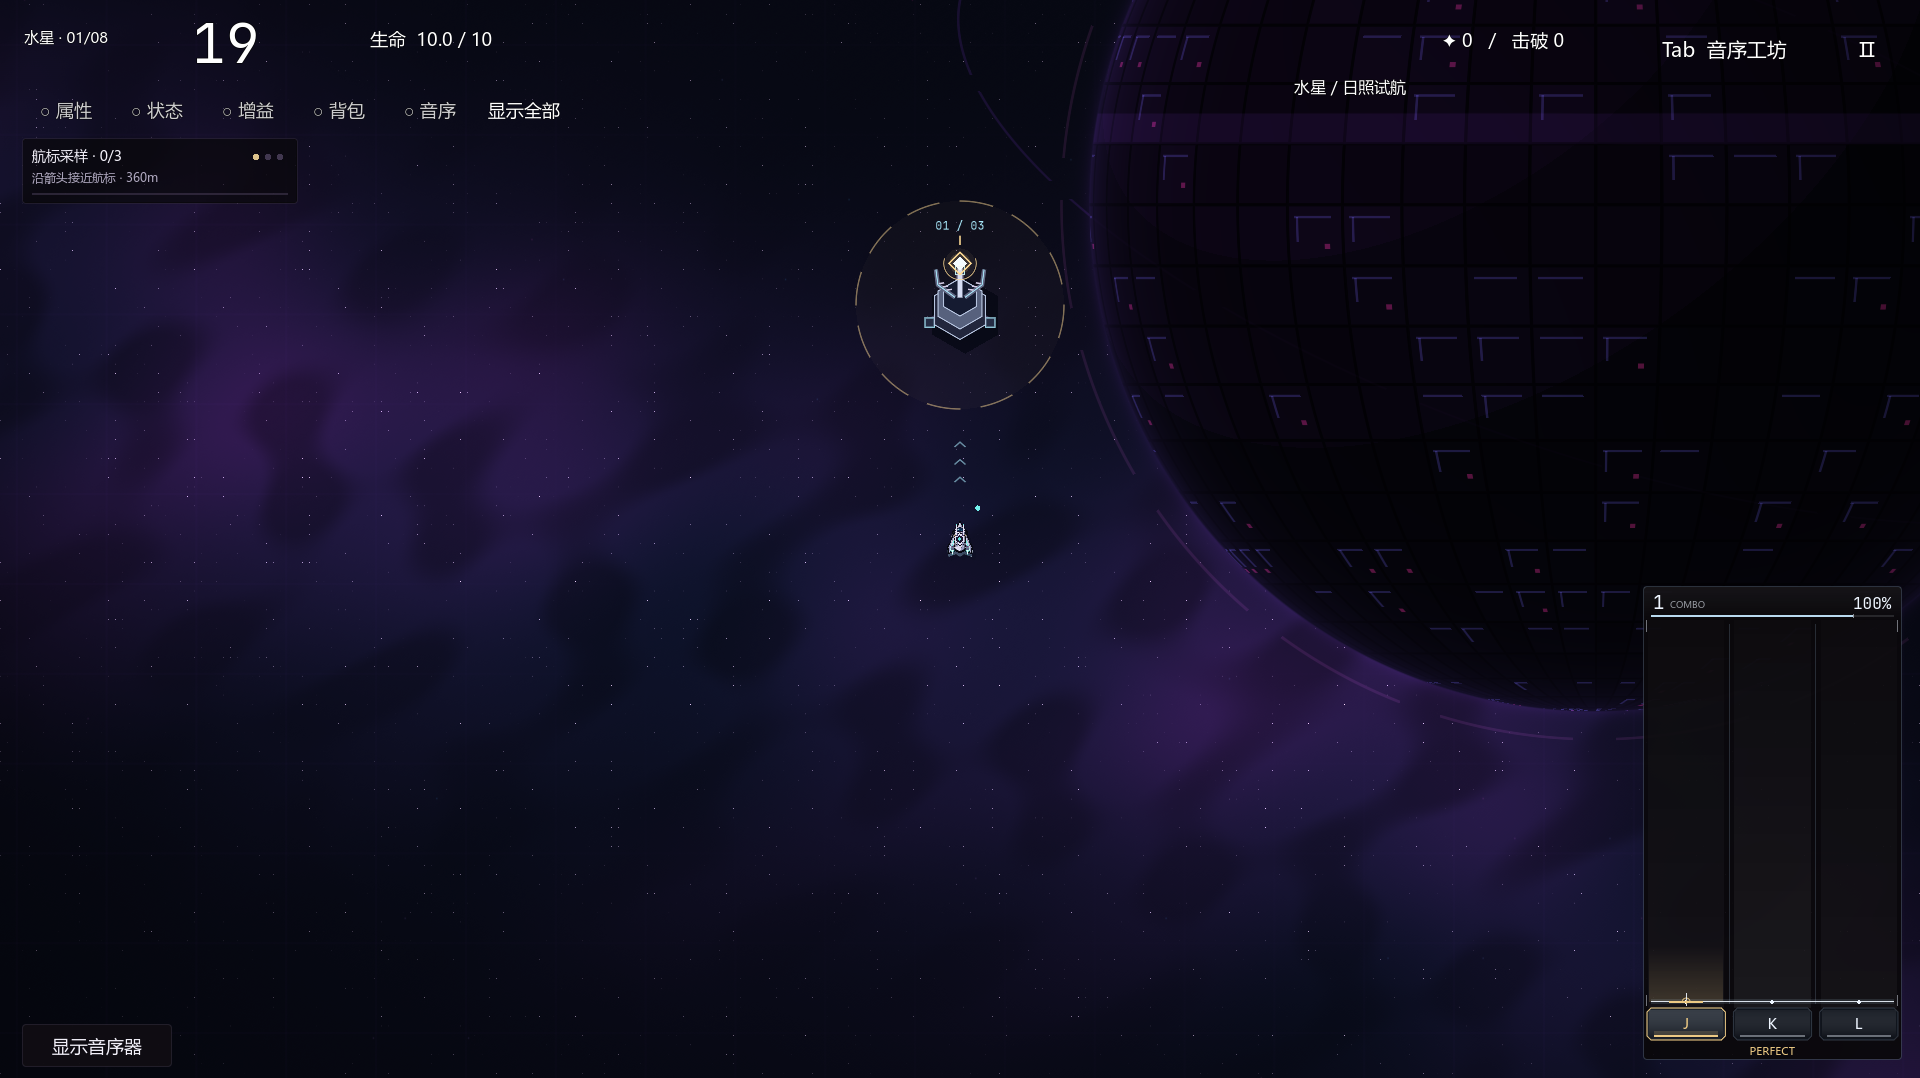 水星 · 01/08
19
生命 10.0 / 10
✦ 0 / 击破 0
Tab 音序工坊
II
水星 / 日照试航
○ 属性 ○ 状态 ○ 增益 ○ 背包 ○ 音序 显示全部
航标采样 · 0/3
沿箭头接近航标 · 360m
01 / 03
1 COMBO 100%
J K L
PERFECT
显示音序器